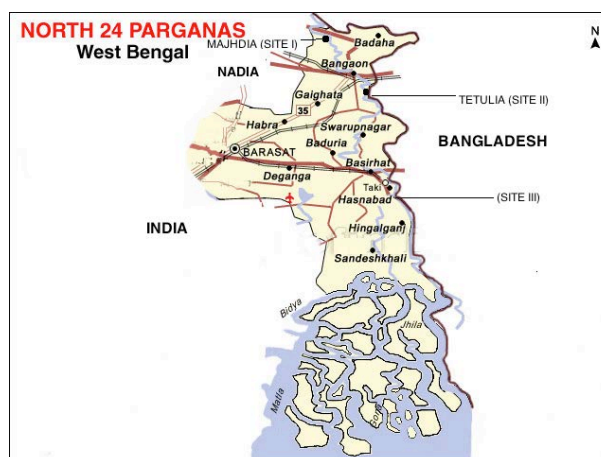 NORTH 24 PARGANAS
West Bengal
MAJHDIA (SITE I)
Badaha
N
NADIA
Bangaon
Gaighata
TETULIA (SITE II)
35
Habra
Swarupnagar
BANGLADESH
BARASAT
Baduria
Basirhat
Deganga
Taki
Hasnabad
(SITE III)
INDIA
Hingalganj
Sandeshkhali
Bidya
Jhila
Matla